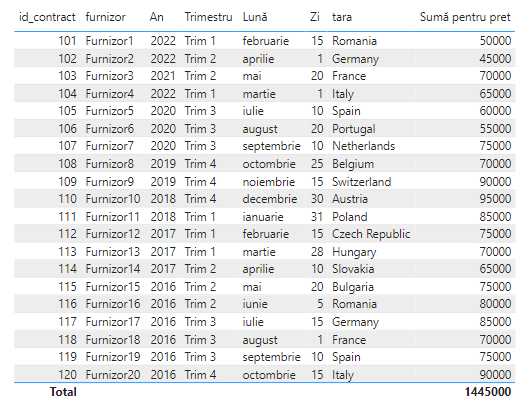 id_contract furnizor An Trimestru Lună Zi tara Sumă pentru pret
101 Furnizor1 2022 Trim 1 februarie 15 Romania 50000
102 Furnizor2 2022 Trim 2 aprilie 1 Germany 45000
103 Furnizor3 2021 Trim 2 mai 20 France 70000
104 Furnizor4 2022 Trim 1 martie 1 Italy 65000
105 Furnizor5 2020 Trim 3 iulie 10 Spain 60000
106 Furnizor6 2020 Trim 3 august 20 Portugal 55000
107 Furnizor7 2020 Trim 3 septembrie 10 Netherlands 75000
108 Furnizor8 2019 Trim 4 octombrie 25 Belgium 70000
109 Furnizor9 2019 Trim 4 noiembrie 15 Switzerland 90000
110 Furnizor10 2018 Trim 4 decembrie 30 Austria 95000
111 Furnizor11 2018 Trim 1 ianuarie 31 Poland 85000
112 Furnizor12 2017 Trim 1 februarie 15 Czech Republic 75000
113 Furnizor13 2017 Trim 1 martie 28 Hungary 70000
114 Furnizor14 2017 Trim 2 aprilie 10 Slovakia 65000
115 Furnizor15 2016 Trim 2 mai 20 Bulgaria 75000
116 Furnizor16 2016 Trim 2 iunie 5 Romania 80000
117 Furnizor17 2016 Trim 3 iulie 15 Germany 85000
118 Furnizor18 2016 Trim 3 august 1 France 70000
119 Furnizor19 2016 Trim 3 septembrie 10 Spain 75000
120 Furnizor20 2016 Trim 4 octombrie 15 Italy 90000
Total 1445000